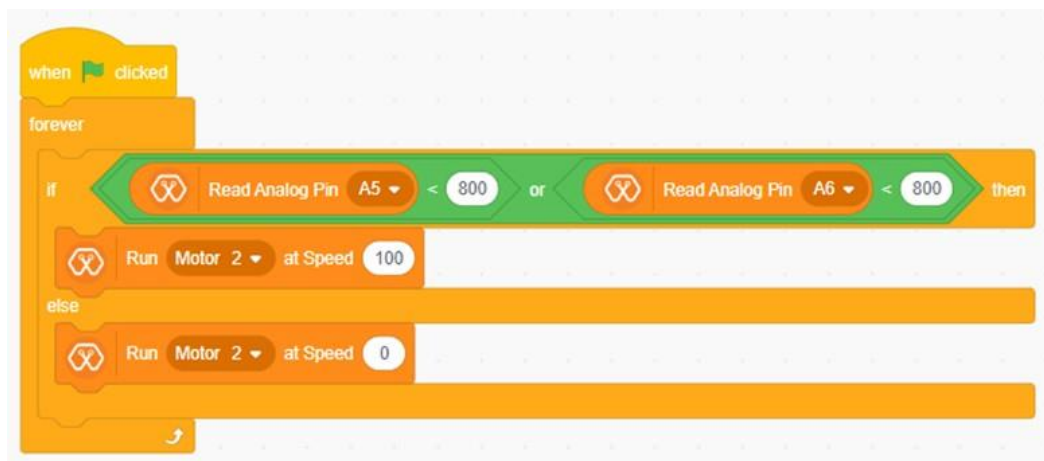 when clicked
forever
if Read Analog Pin A5 < 800 or Read Analog Pin A6 < 800 then
Run Motor 2 at Speed 100
else
Run Motor 2 at Speed 0